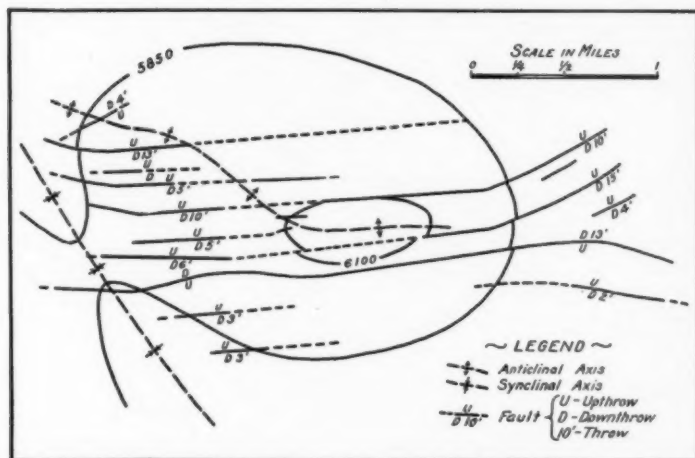 SCALE IN MILES
0 1/4 1/2 1
5850
D 4'
U
U
D 13'
U
D
U
D 3'
U
D 10'
U
D 5'
U
D 6'
D
U
6100
U
D 10'
U
D 15'
U
D 4'
D 13'
U
U
D 2'
U
D 3'
U
D 3'
~ LEGEND ~
Anticlinal Axis
Synclinal Axis
U
D 10'
Fault
U-Upthrow
D-Downthrow
10'-Throw